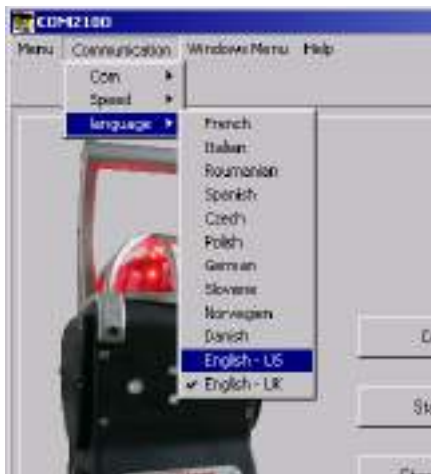 COM2100
Menu Communication Windows Menu Help
Com
Speed
language
French
Italian
Roumanian
Spanish
Czech
Polish
German
Slovene
Norvegien
Danish
English - US
✔ English - UK